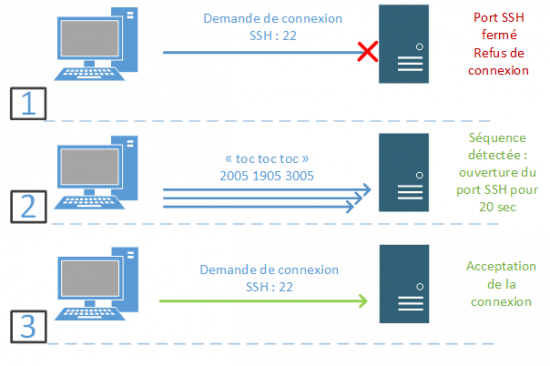 Demande de connexion
SSH : 22
Port SSH
fermé
Refus de
connexion
1
« toc toc toc »
2005 1905 3005
Séquence
détectée :
ouverture du
port SSH pour
20 sec
2
Demande de connexion
SSH : 22
Acceptation
de la
connexion
3